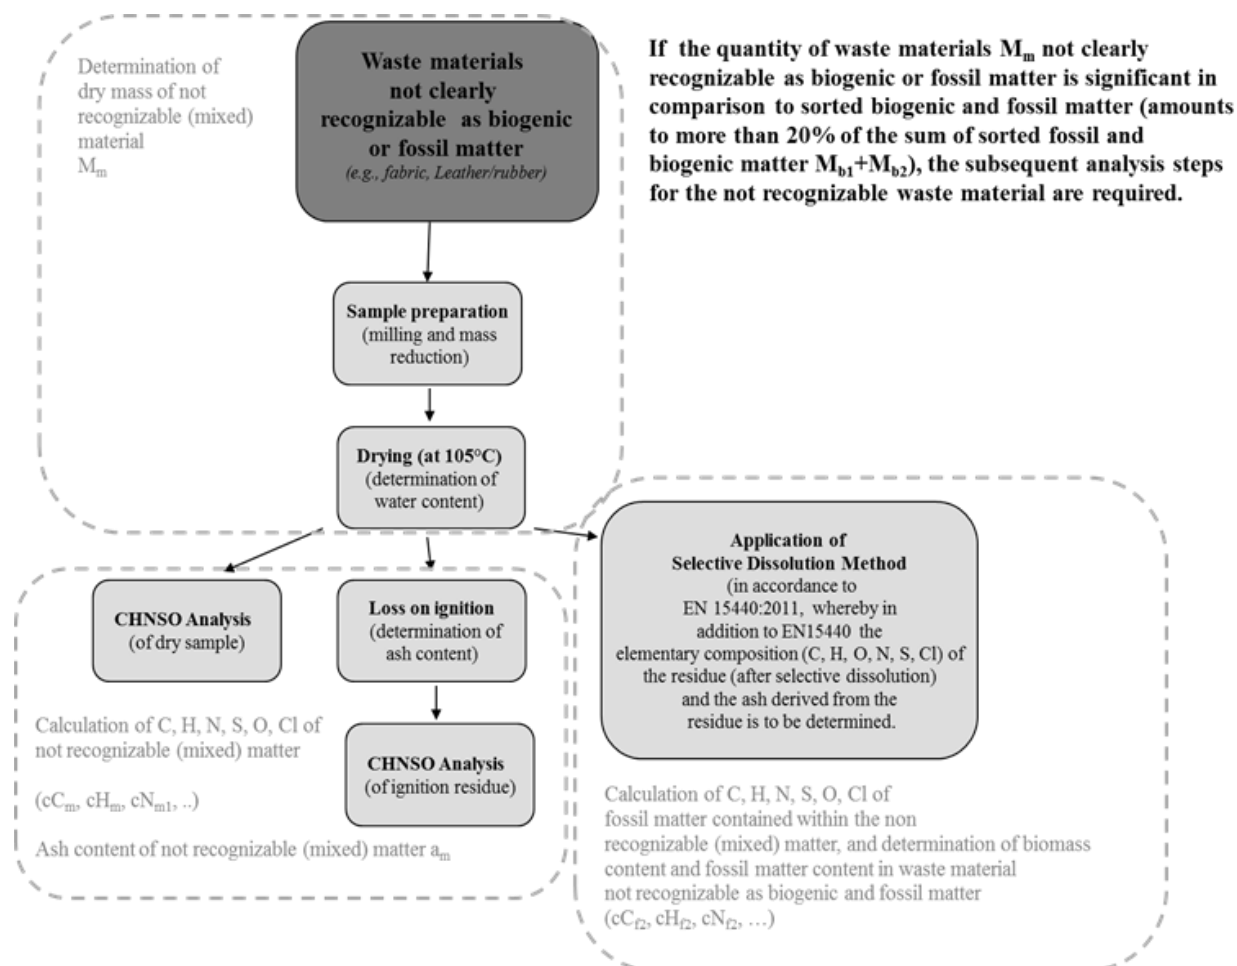 Determination of
dry mass of not
recognizable (mixed)
material
Mm
Waste materials
not clearly
recognizable as biogenic
or fossil matter
(e.g., fabric, Leather/rubber)
If the quantity of waste materials Mm not clearly
recognizable as biogenic or fossil matter is significant in
comparison to sorted biogenic and fossil matter (amounts
to more than 20% of the sum of sorted fossil and
biogenic matter Mb1+Mb2), the subsequent analysis steps
for the not recognizable waste material are required.
Sample preparation
(milling and mass
reduction)
Drying (at 105°C)
(determination of
water content)
CHNSO Analysis
(of dry sample)
Loss on ignition
(determination of
ash content)
CHNSO Analysis
(of ignition residue)
Calculation of C, H, N, S, O, Cl of
not recognizable (mixed) matter
(cCm, cHm, cNm1, ..)
Ash content of not recognizable (mixed) matter am
Application of
Selective Dissolution Method
(in accordance to
EN 15440:2011, whereby in
addition to EN15440 the
elementary composition (C, H, O, N, S, Cl) of
the residue (after selective dissolution)
and the ash derived from the
residue is to be determined.
Calculation of C, H, N, S, O, Cl of
fossil matter contained within the non
recognizable (mixed) matter, and determination of biomass
content and fossil matter content in waste material
not recognizable as biogenic and fossil matter
(cCf2, cHf2, cNf2, …)